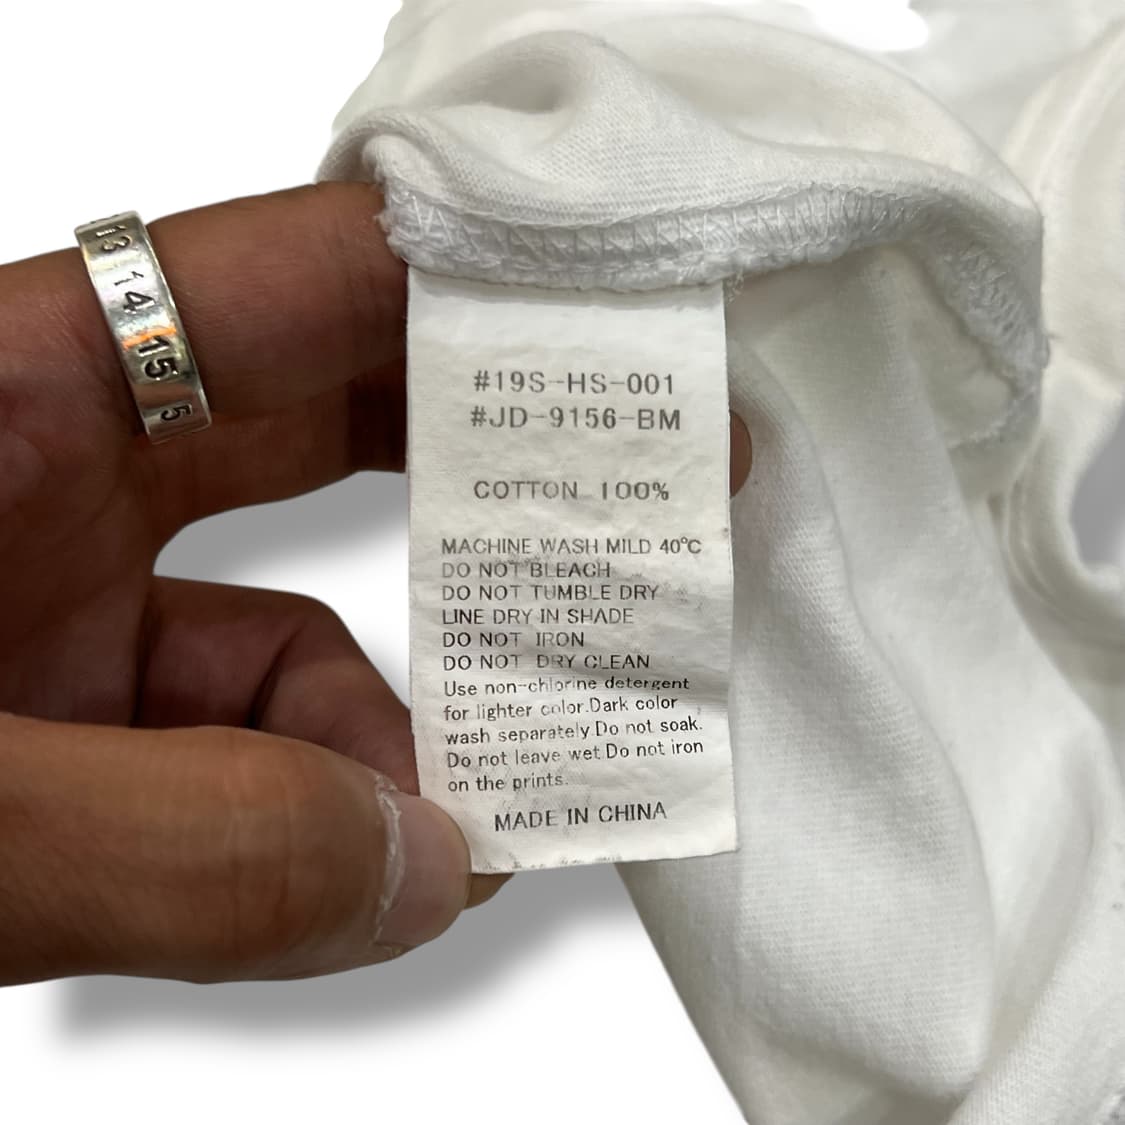 13 14 15 5
#19S-HS-001
#JD-9156-BM
COTTON 100%
MACHINE WASH MILD 40℃
DO NOT BLEACH
DO NOT TUMBLE DRY
LINE DRY IN SHADE
DO NOT IRON
DO NOT DRY CLEAN
Use non-chlorine detergent
for lighter color.Dark color
wash separately.Do not soak.
Do not leave wet.Do not iron
on the prints.
MADE IN CHINA